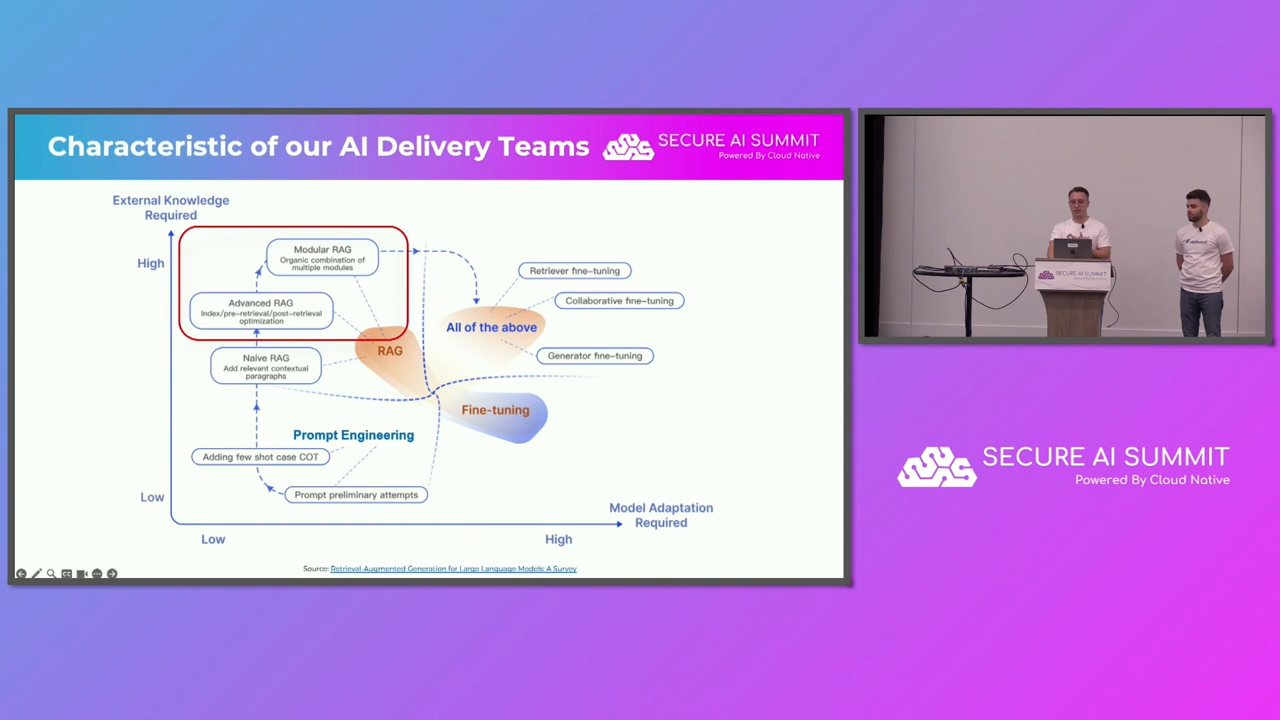 Characteristic of our AI Delivery Teams
SECURE AI SUMMIT
Powered By Cloud Native
External Knowledge
Required
High
Modular RAG
Organic combination of
multiple modules
Retriever fine-tuning
Advanced RAG
Index/pre-retrieval/post-retrieval
optimization
Collaborative fine-tuning
All of the above
RAG
Naive RAG
Add relevant contextual
paragraphs
Generator fine-tuning
Fine-tuning
Prompt Engineering
Adding few shot case COT
Low
Prompt preliminary attempts
Model Adaptation
Required
Low
High
Source: Retrieval-Augmented Generation for Large Language Models: A Survey
SECURE AI SUMMIT
SECURE AI SUMMIT
Powered By Cloud Native